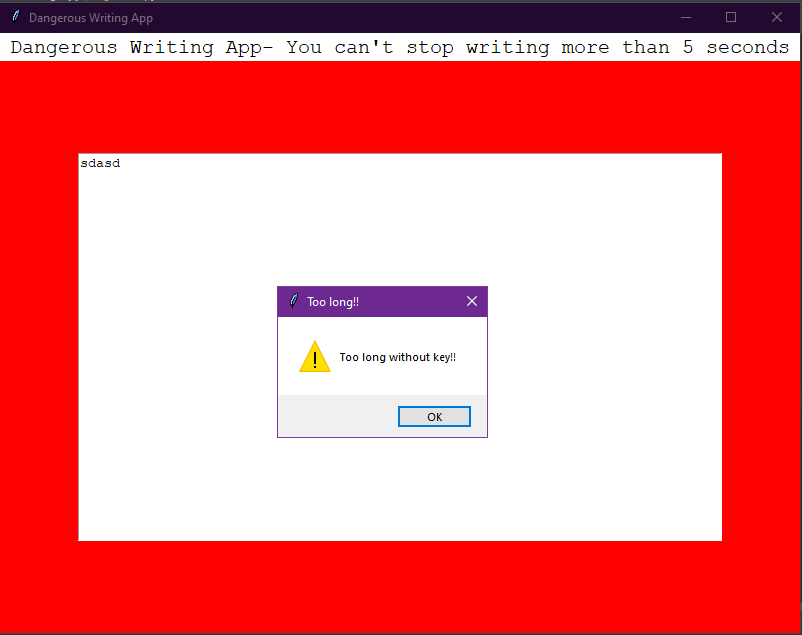 Dangerous Writing App
Dangerous Writing App- You can't stop writing more than 5 seconds
sdasd
Too long!!
Too long without key!!
OK